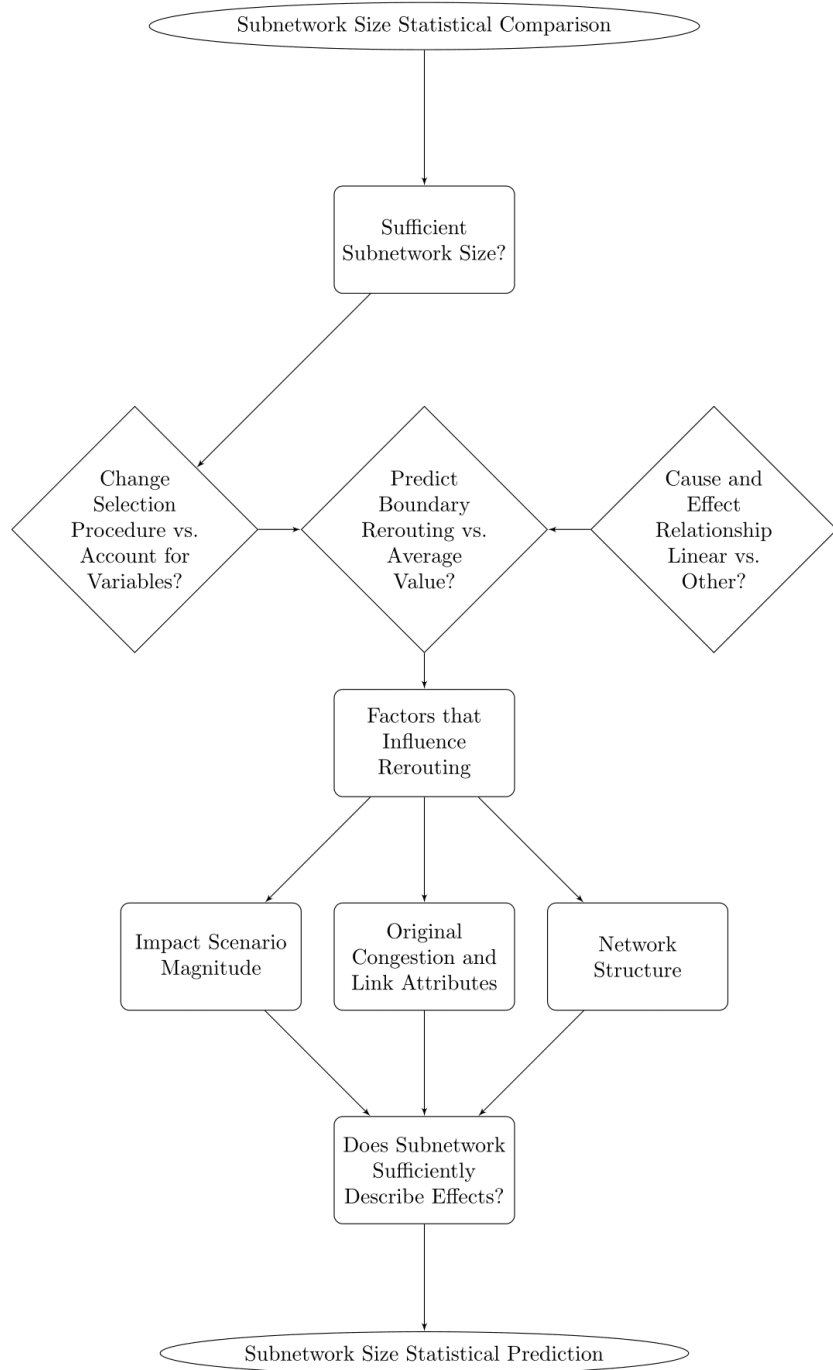 Subnetwork Size Statistical Comparison
Sufficient
Subnetwork Size?
Change
Selection
Procedure vs.
Account for
Variables?
Predict
Boundary
Rerouting vs.
Average
Value?
Cause and
Effect
Relationship
Linear vs.
Other?
Factors that
Influence
Rerouting
Impact Scenario
Magnitude
Original
Congestion and
Link Attributes
Network
Structure
Does Subnetwork
Sufficiently
Describe Effects?
Subnetwork Size Statistical Prediction